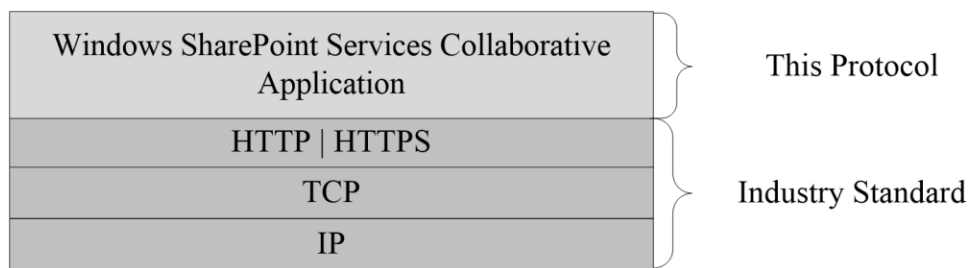 Windows SharePoint Services Collaborative
Application
This Protocol
HTTP | HTTPS
TCP
Industry Standard
IP